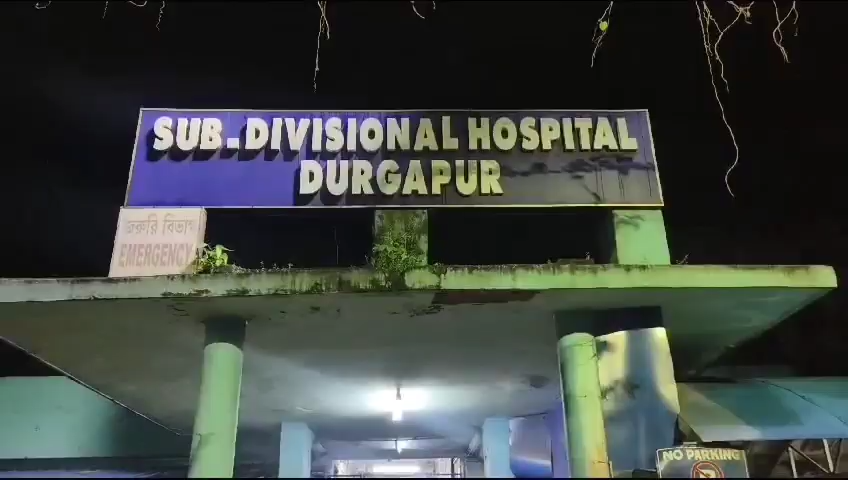 SUB-DIVISIONAL HOSPITAL
DURGAPUR
জরুরি বিভাগ
EMERGENCY
NO PARKING